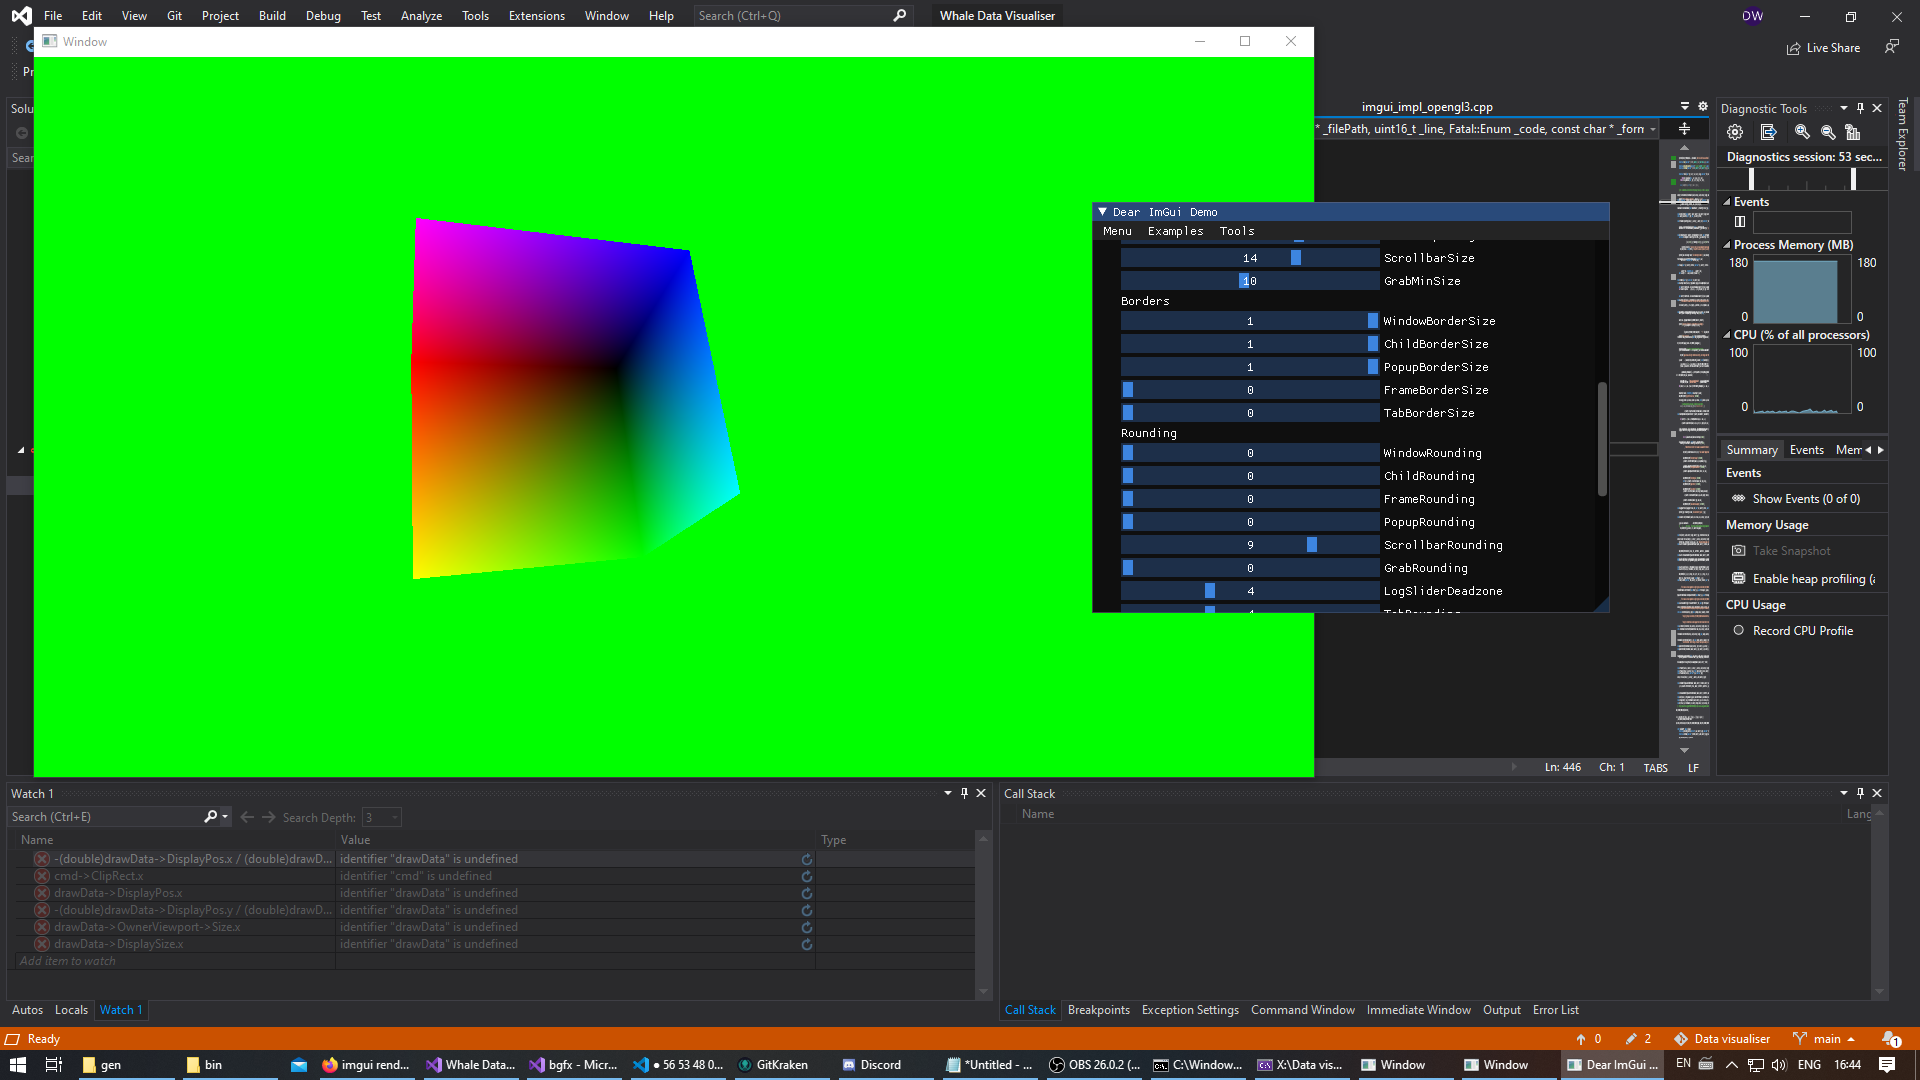 File Edit View Git Project Build Debug Test Analyze Tools Extensions Window Help Search (Ctrl+Q) Whale Data Visualiser DW
Window
Live Share
Pr
Solu
imgui_impl_opengl3.cpp
* _filePath, uint16_t _line, Fatal::Enum _code, const char * _forn
Sear
Diagnostic Tools
Team Explorer
Diagnostics session: 53 sec...
Events
Process Memory (MB)
180 180
0 0
CPU (% of all processors)
100 100
0 0
Summary Events Mem
Events
Show Events (0 of 0)
Memory Usage
Take Snapshot
Enable heap profiling (a
CPU Usage
Record CPU Profile
Dear ImGui Demo
Menu Examples Tools
14 ScrollbarSize
10 GrabMinSize
Borders
1 WindowBorderSize
1 ChildBorderSize
1 PopupBorderSize
0 FrameBorderSize
0 TabBorderSize
Rounding
0 WindowRounding
0 ChildRounding
0 FrameRounding
0 PopupRounding
9 ScrollbarRounding
0 GrabRounding
4 LogSliderDeadzone
Ln: 446 Ch: 1 TABS LF
Watch 1
Search (Ctrl+E) Search Depth: 3
Name Value Type
-(double)drawData->DisplayPos.x / (double)drawD... identifier "drawData" is undefined
cmd->ClipRect.x identifier "cmd" is undefined
drawData->DisplayPos.x identifier "drawData" is undefined
-(double)drawData->DisplayPos.y / (double)drawD... identifier "drawData" is undefined
drawData->OwnerViewport->Size.x identifier "drawData" is undefined
drawData->DisplaySize.x identifier "drawData" is undefined
Add item to watch
Autos Locals Watch 1
Call Stack
Name Lang
Call Stack Breakpoints Exception Settings Command Window Immediate Window Output Error List
Ready 0 2 Data visualiser main 1
gen bin imgui rend... Whale Data... bgfx - Micr... ● 56 53 48 0... GitKraken Discord *Untitled - ... OBS 26.0.2 (... C:\Window... X:\Data vis... Window Window Dear ImGui ... EN ENG 16:44